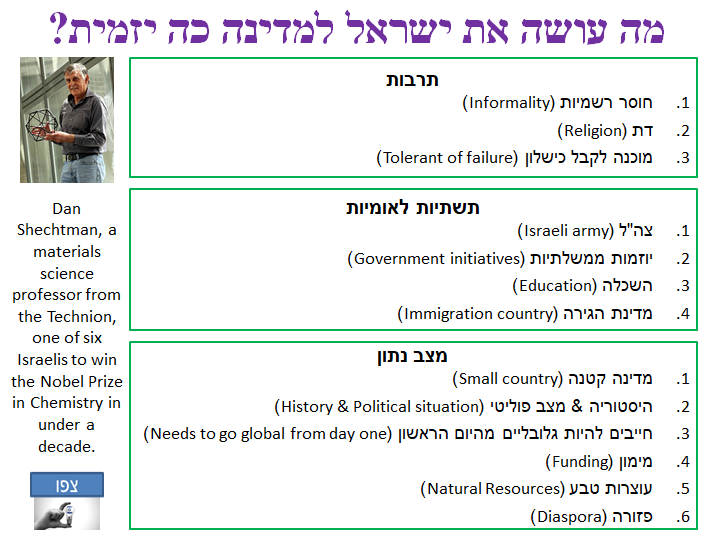 מה עושה את ישראל למדינה כה יזמית?
תרבות
1. חוסר רשמיות (Informality)
2. דת (Religion)
3. מוכנה לקבל כישלון (Tolerant of failure)
תשתיות לאומיות
1. צה"ל (Israeli army)
2. יוזמות ממשלתיות (Government initiatives)
3. השכלה (Education)
4. מדינת הגירה (Immigration country)
מצב נתון
1. מדינה קטנה (Small country)
2. היסטוריה & מצב פוליטי (History & Political situation)
3. חייבים להיות גלובליים מהיום הראשון (Needs to go global from day one)
4. מימון (Funding)
5. עוצרות טבע (Natural Resources)
6. פזורה (Diaspora)
Dan
Shechtman, a
materials
science
professor from
the Technion,
one of six
Israelis to win
the Nobel Prize
in Chemistry in
under a
decade.
צפו